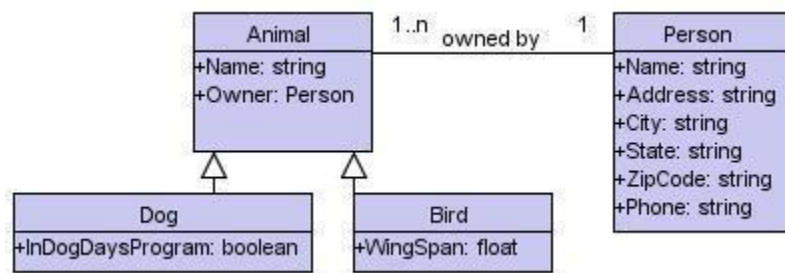 Animal
+Name: string
+Owner: Person
1..n
owned by
1
Person
+Name: string
+Address: string
+City: string
+State: string
+ZipCode: string
+Phone: string
Dog
+InDogDaysProgram: boolean
Bird
+WingSpan: float